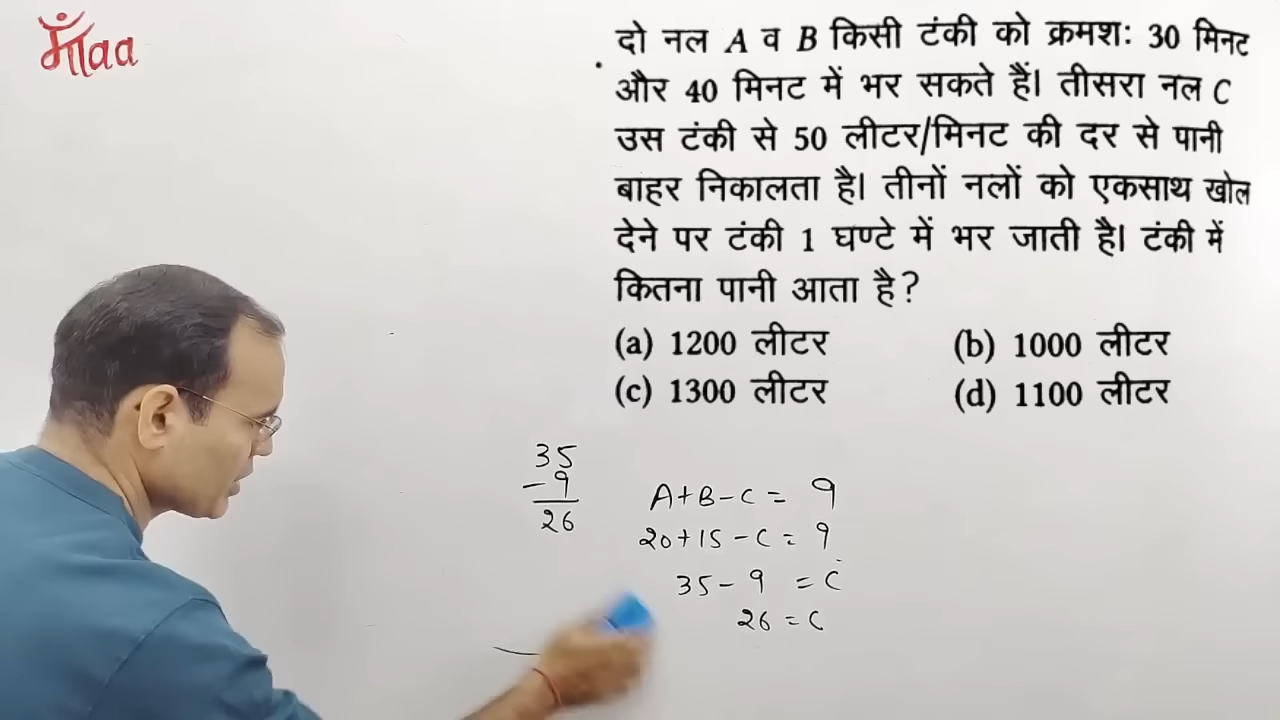 माँaa
दो नल A व B किसी टंकी को क्रमशः 30 मिनट
और 40 मिनट में भर सकते हैं। तीसरा नल C
उस टंकी से 50 लीटर/मिनट की दर से पानी
बाहर निकालता है। तीनों नलों को एकसाथ खोल
देने पर टंकी 1 घण्टे में भर जाती है। टंकी में
कितना पानी आता है?
(a) 1200 लीटर (b) 1000 लीटर
(c) 1300 लीटर (d) 1100 लीटर
35
-9
26
A+B-C = 9
20+15-C = 9
35-9 = C
26 = C